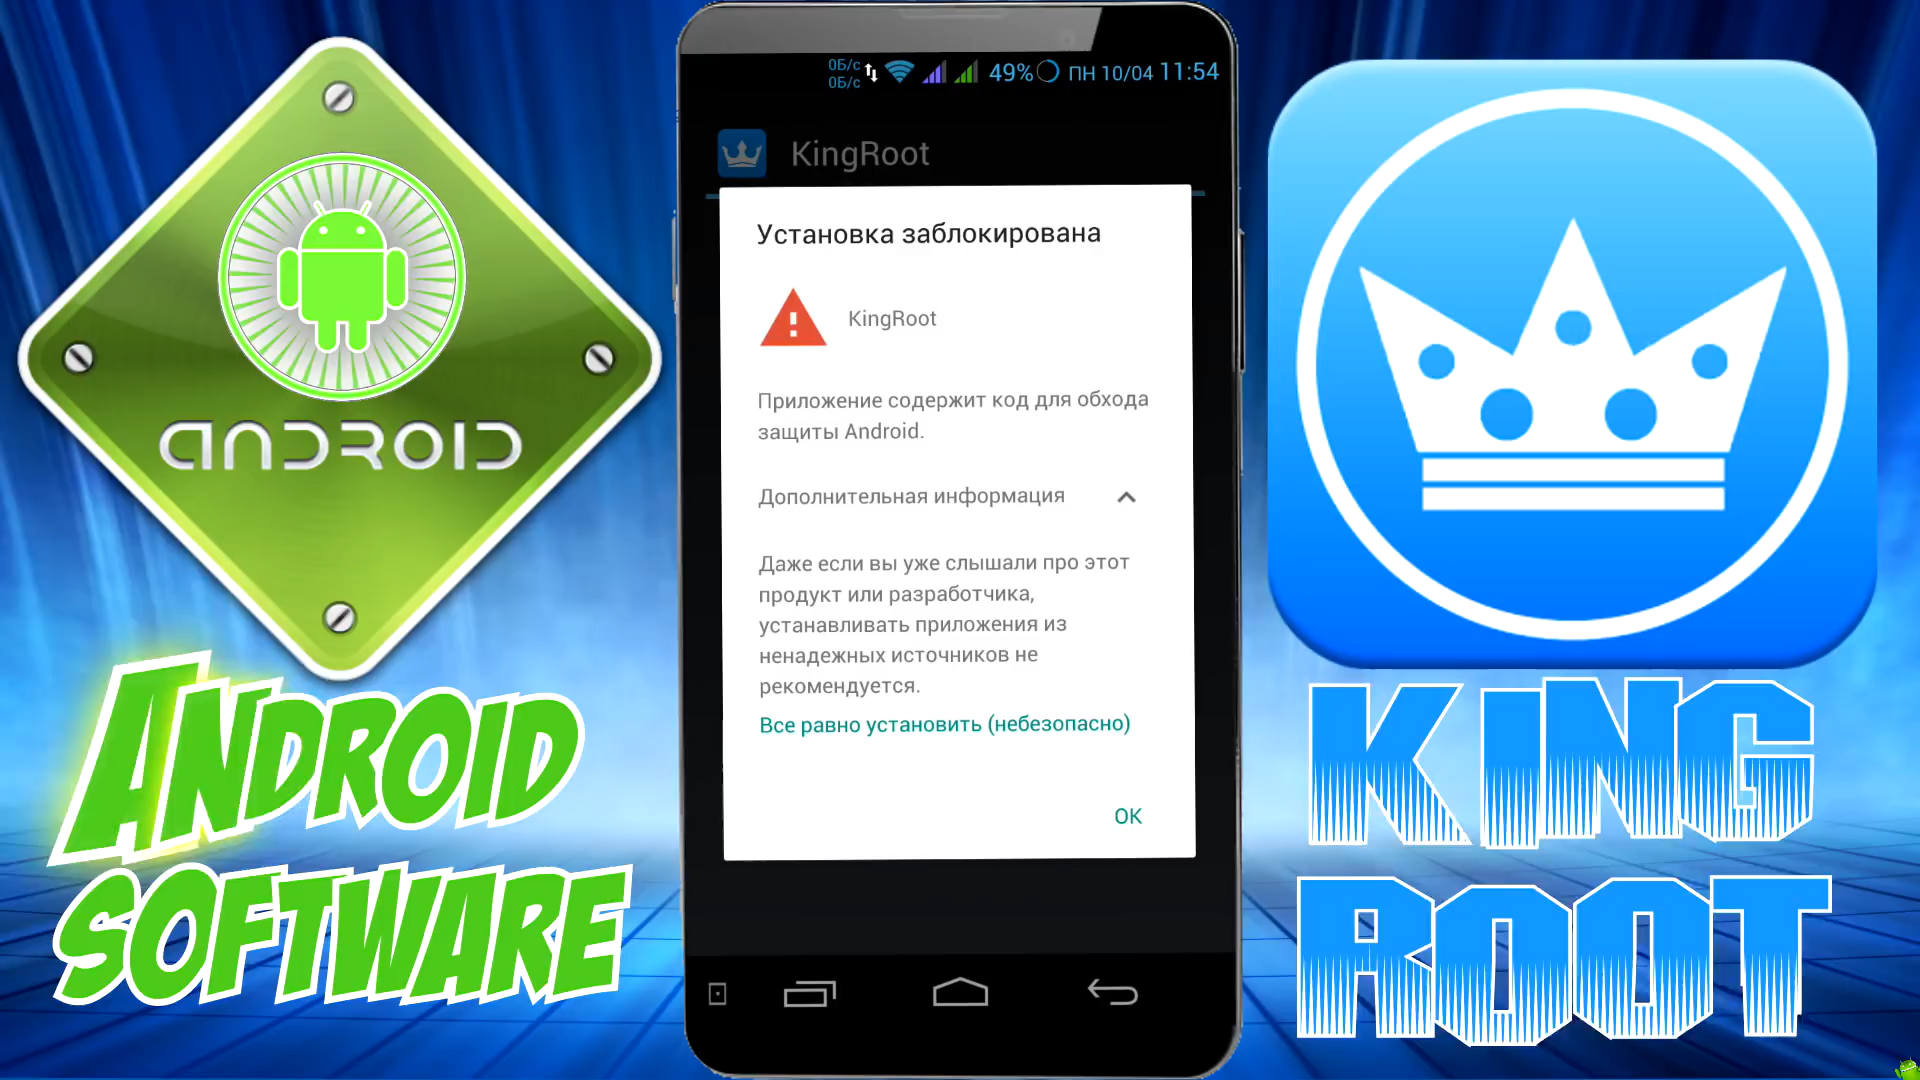 ANDROID
ANDROID
SOFTWARE
0Б/с
0Б/с
49%
ПН 10/04 11:54
KingRoot
Установка заблокирована
KingRoot
Приложение содержит код для обхода
защиты Android.
Дополнительная информация
Даже если вы уже слышали про этот
продукт или разработчика,
устанавливать приложения из
ненадежных источников не
рекомендуется.
Все равно установить (небезопасно)
ОК
KING
ROOT